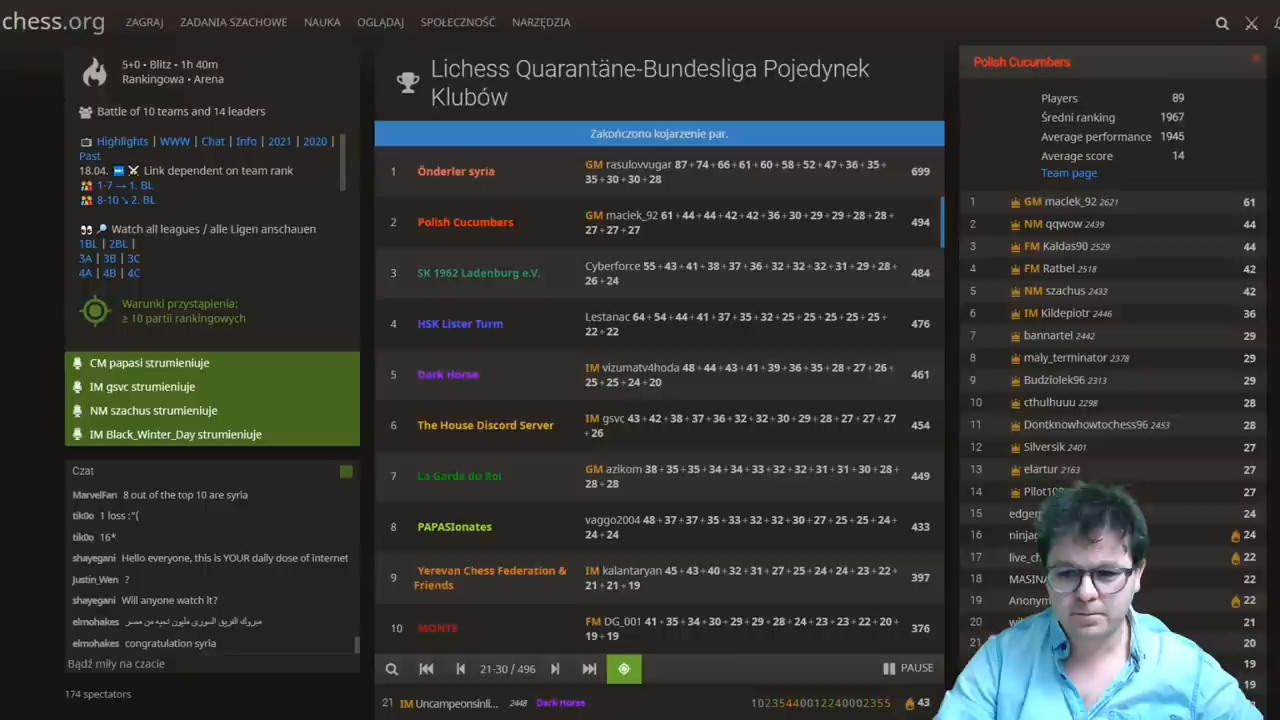 chess.org
ZAGRAJ
ZADANIA SZACHOWE
NAUKA
OGLĄDAJ
SPOŁECZNOŚĆ
NARZĘDZIA
5+0 • Blitz • 1h 40m
Rankingowa • Arena
Battle of 10 teams and 14 leaders
Highlights | WWW | Chat | Info | 2021 | 2020 |
Past
18.04. Link dependent on team rank
1-7 → 1. BL
8-10 ↘ 2. BL
Watch all leagues / alle Ligen anschauen
1BL | 2BL |
3A | 3B | 3C
4A | 4B | 4C
Warunki przystąpienia:
≥ 10 partii rankingowych
CM papasi strumieniuje
IM gsvc strumieniuje
NM szachus strumieniuje
IM Black_Winter_Day strumieniuje
Czat
MarvelFan 8 out of the top 10 are syria
tik0o 1 loss :"(
tik0o 16*
shayegani Hello everyone, this is YOUR daily dose of internet
Justin_Wen ?
shayegani Will anyone watch it?
elmohakes مبروك الفريق السوري مليون تحيه من مصر
elmohakes congratulation syria
Bądź miły na czacie
174 spectators
Lichess Quarantäne-Bundesliga Pojedynek
Klubów
Zakończono kojarzenie par.
1 Önderler syria GM rasulovvugar 87+74+66+61+60+58+52+47+36+35+
35+30+30+28 699
2 Polish Cucumbers GM maciek_92 61+44+44+42+42+36+30+29+29+28+28+
27+27+27 494
3 SK 1962 Ladenburg e.V. Cyberforce 55+43+41+38+37+36+32+32+32+31+29+28+
26+24 484
4 HSK Lister Turm Lestanac 64+54+44+41+37+35+32+25+25+25+25+25+
22+22 476
5 Dark Horse IM vizumatv4hoda 48+44+43+41+39+36+35+28+27+26+
25+25+24+20 461
6 The House Discord Server IM gsvc 43+42+38+37+36+32+32+30+29+28+27+27+27
+26 454
7 La Garde du Roi GM azikom 38+35+35+34+34+33+32+32+31+31+30+28+
28+28 449
8 PAPASIonates vaggo2004 48+37+37+35+33+32+32+30+27+25+25+24+
24+24 433
9 Yerevan Chess Federation &
Friends IM kalantaryan 45+43+40+32+31+27+25+24+24+23+22+
21+21+19 397
10 MONTE FM DG_001 41+35+34+30+29+29+28+24+23+23+22+20+
19+19 376
21-30 / 496
PAUSE
21 IM Uncampeonsinli... 2448 Dark Horse 10235440012240002355 43
Polish Cucumbers
Players 89
Średni ranking 1967
Average performance 1945
Average score 14
Team page
1 GM maciek_92 2621 61
2 NM qqwow 2439 44
3 FM Kaldas90 2529 44
4 FM Ratbel 2518 42
5 NM szachus 2433 42
6 IM Kildepiotr 2446 36
7 bannartel 2442 29
8 maly_terminator 2378 29
9 Budziolek96 2313 29
10 cthulhuuu 2298 28
11 Dontknowhowtochess96 2453 28
12 Silversik 2401 27
13 elartur 2163 27
14 27
15 24
16 24
17 22
18 22
19 22
20 21
21 20
19
19